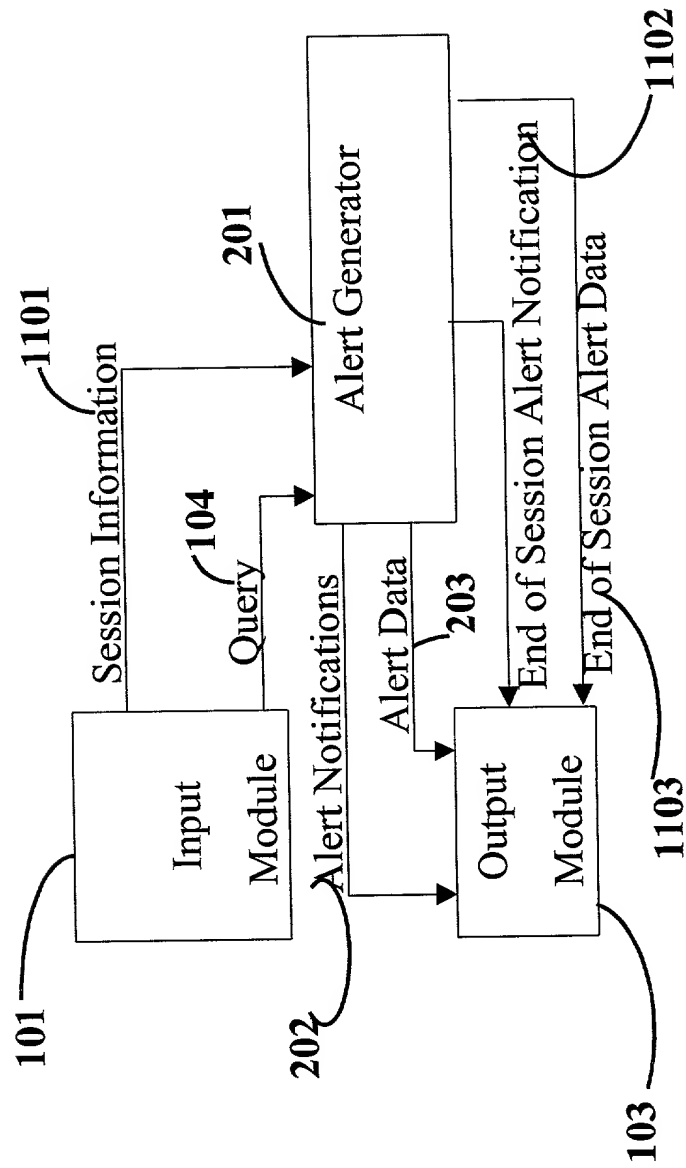 1101
Session Information
104
Query
101
Input
Module
201
Alert Generator
202
Alert Notifications
Alert Data
203
1102
End of Session Alert Notification
End of Session Alert Data
1103
Output
Module
103